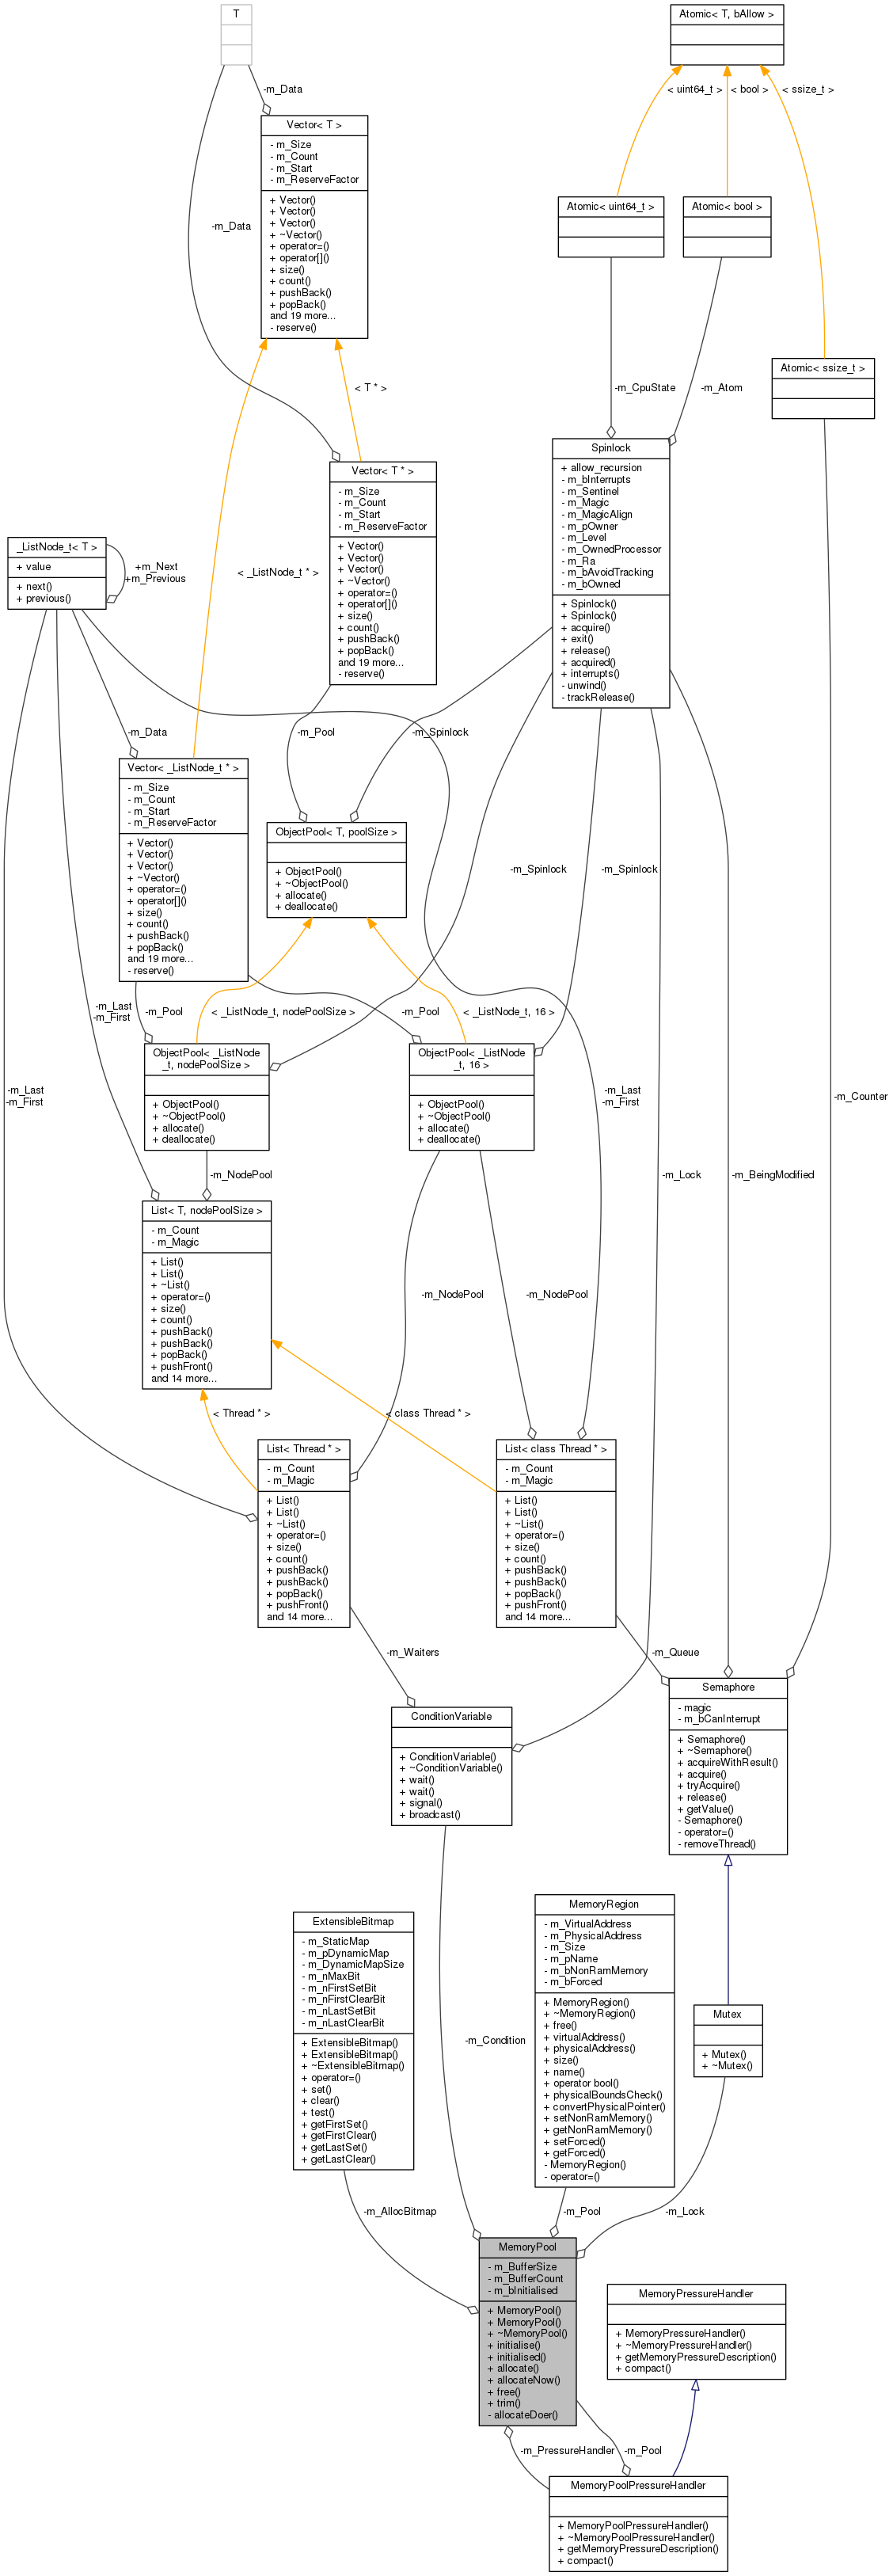 T
Atomic< T, bAllow >
-m_Data
< uint64_t >
< bool >
< ssize_t >
Vector< T >
- m_Size
- m_Count
- m_Start
- m_ReserveFactor
+ Vector()
+ Vector()
+ Vector()
+ ~Vector()
+ operator=()
+ operator[]()
+ size()
+ count()
+ pushBack()
+ popBack()
and 19 more...
- reserve()
-m_Data
Atomic< uint64_t >
Atomic< bool >
Atomic< ssize_t >
< T * >
-m_CpuState
-m_Atom
Spinlock
+ allow_recursion
- m_bInterrupts
- m_Sentinel
- m_Magic
- m_MagicAlign
- m_pOwner
- m_Level
- m_OwnedProcessor
- m_Ra
- m_bAvoidTracking
- m_bOwned
+ Spinlock()
+ Spinlock()
+ acquire()
+ exit()
+ release()
+ acquired()
+ interrupts()
- unwind()
- trackRelease()
Vector< T * >
- m_Size
- m_Count
- m_Start
- m_ReserveFactor
+ Vector()
+ Vector()
+ Vector()
+ ~Vector()
+ operator=()
+ operator[]()
+ size()
+ count()
+ pushBack()
+ popBack()
and 19 more...
- reserve()
_ListNode_t< T >
+ value
+ next()
+ previous()
+m_Next
+m_Previous
< _ListNode_t * >
-m_Data
-m_Pool
-m_Spinlock
Vector< _ListNode_t * >
- m_Size
- m_Count
- m_Start
- m_ReserveFactor
+ Vector()
+ Vector()
+ Vector()
+ ~Vector()
+ operator=()
+ operator[]()
+ size()
+ count()
+ pushBack()
+ popBack()
and 19 more...
- reserve()
ObjectPool< T, poolSize >
+ ObjectPool()
+ ~ObjectPool()
+ allocate()
+ deallocate()
-m_Spinlock
-m_Spinlock
-m_Last
-m_First
-m_Pool
< _ListNode_t, nodePoolSize >
-m_Pool
< _ListNode_t, 16 >
ObjectPool< _ListNode
_t, nodePoolSize >
+ ObjectPool()
+ ~ObjectPool()
+ allocate()
+ deallocate()
ObjectPool< _ListNode
_t, 16 >
+ ObjectPool()
+ ~ObjectPool()
+ allocate()
+ deallocate()
-m_Last
-m_First
-m_Last
-m_First
-m_Counter
-m_NodePool
-m_Lock
-m_BeingModified
List< T, nodePoolSize >
- m_Count
- m_Magic
+ List()
+ List()
+ ~List()
+ operator=()
+ size()
+ count()
+ pushBack()
+ pushBack()
+ popBack()
+ pushFront()
and 14 more...
-m_NodePool
-m_NodePool
< Thread * >
< class Thread * >
List< Thread * >
- m_Count
- m_Magic
+ List()
+ List()
+ ~List()
+ operator=()
+ size()
+ count()
+ pushBack()
+ pushBack()
+ popBack()
+ pushFront()
and 14 more...
List< class Thread * >
- m_Count
- m_Magic
+ List()
+ List()
+ ~List()
+ operator=()
+ size()
+ count()
+ pushBack()
+ pushBack()
+ popBack()
+ pushFront()
and 14 more...
-m_Waiters
-m_Queue
Semaphore
- magic
- m_bCanInterrupt
+ Semaphore()
+ ~Semaphore()
+ acquireWithResult()
+ acquire()
+ tryAcquire()
+ release()
+ getValue()
- Semaphore()
- operator=()
- removeThread()
ConditionVariable
+ ConditionVariable()
+ ~ConditionVariable()
+ wait()
+ wait()
+ signal()
+ broadcast()
ExtensibleBitmap
- m_StaticMap
- m_pDynamicMap
- m_DynamicMapSize
- m_nMaxBit
- m_nFirstSetBit
- m_nFirstClearBit
- m_nLastSetBit
- m_nLastClearBit
+ ExtensibleBitmap()
+ ExtensibleBitmap()
+ ~ExtensibleBitmap()
+ operator=()
+ set()
+ clear()
+ test()
+ getFirstSet()
+ getFirstClear()
+ getLastSet()
+ getLastClear()
-m_Condition
MemoryRegion
- m_VirtualAddress
- m_PhysicalAddress
- m_Size
- m_pName
- m_bNonRamMemory
- m_bForced
+ MemoryRegion()
+ ~MemoryRegion()
+ free()
+ virtualAddress()
+ physicalAddress()
+ size()
+ name()
+ operator bool()
+ physicalBoundsCheck()
+ convertPhysicalPointer()
+ setNonRamMemory()
+ getNonRamMemory()
+ setForced()
+ getForced()
- MemoryRegion()
- operator=()
Mutex
+ Mutex()
+ ~Mutex()
-m_AllocBitmap
-m_Pool
-m_Lock
MemoryPool
- m_BufferSize
- m_BufferCount
- m_bInitialised
+ MemoryPool()
+ MemoryPool()
+ ~MemoryPool()
+ initialise()
+ initialised()
+ allocate()
+ allocateNow()
+ free()
+ trim()
- allocateDoer()
MemoryPressureHandler
+ MemoryPressureHandler()
+ ~MemoryPressureHandler()
+ getMemoryPressureDescription()
+ compact()
-m_PressureHandler
-m_Pool
MemoryPoolPressureHandler
+ MemoryPoolPressureHandler()
+ ~MemoryPoolPressureHandler()
+ getMemoryPressureDescription()
+ compact()